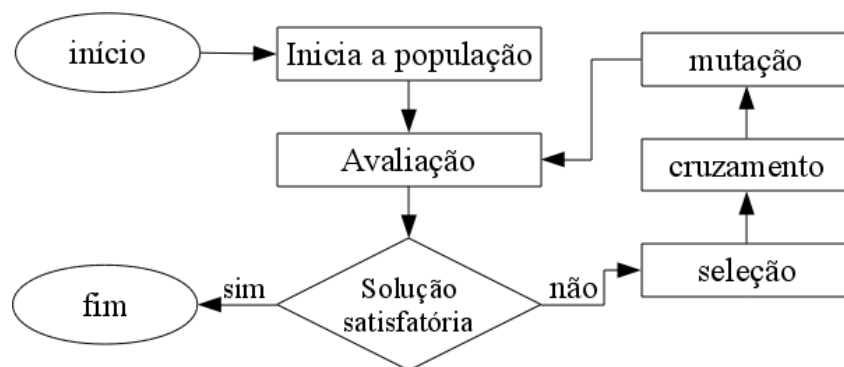 início
Inicia a população
mutação
Avaliação
cruzamento
seleção
Solução
satisfatória
sim
não
fim